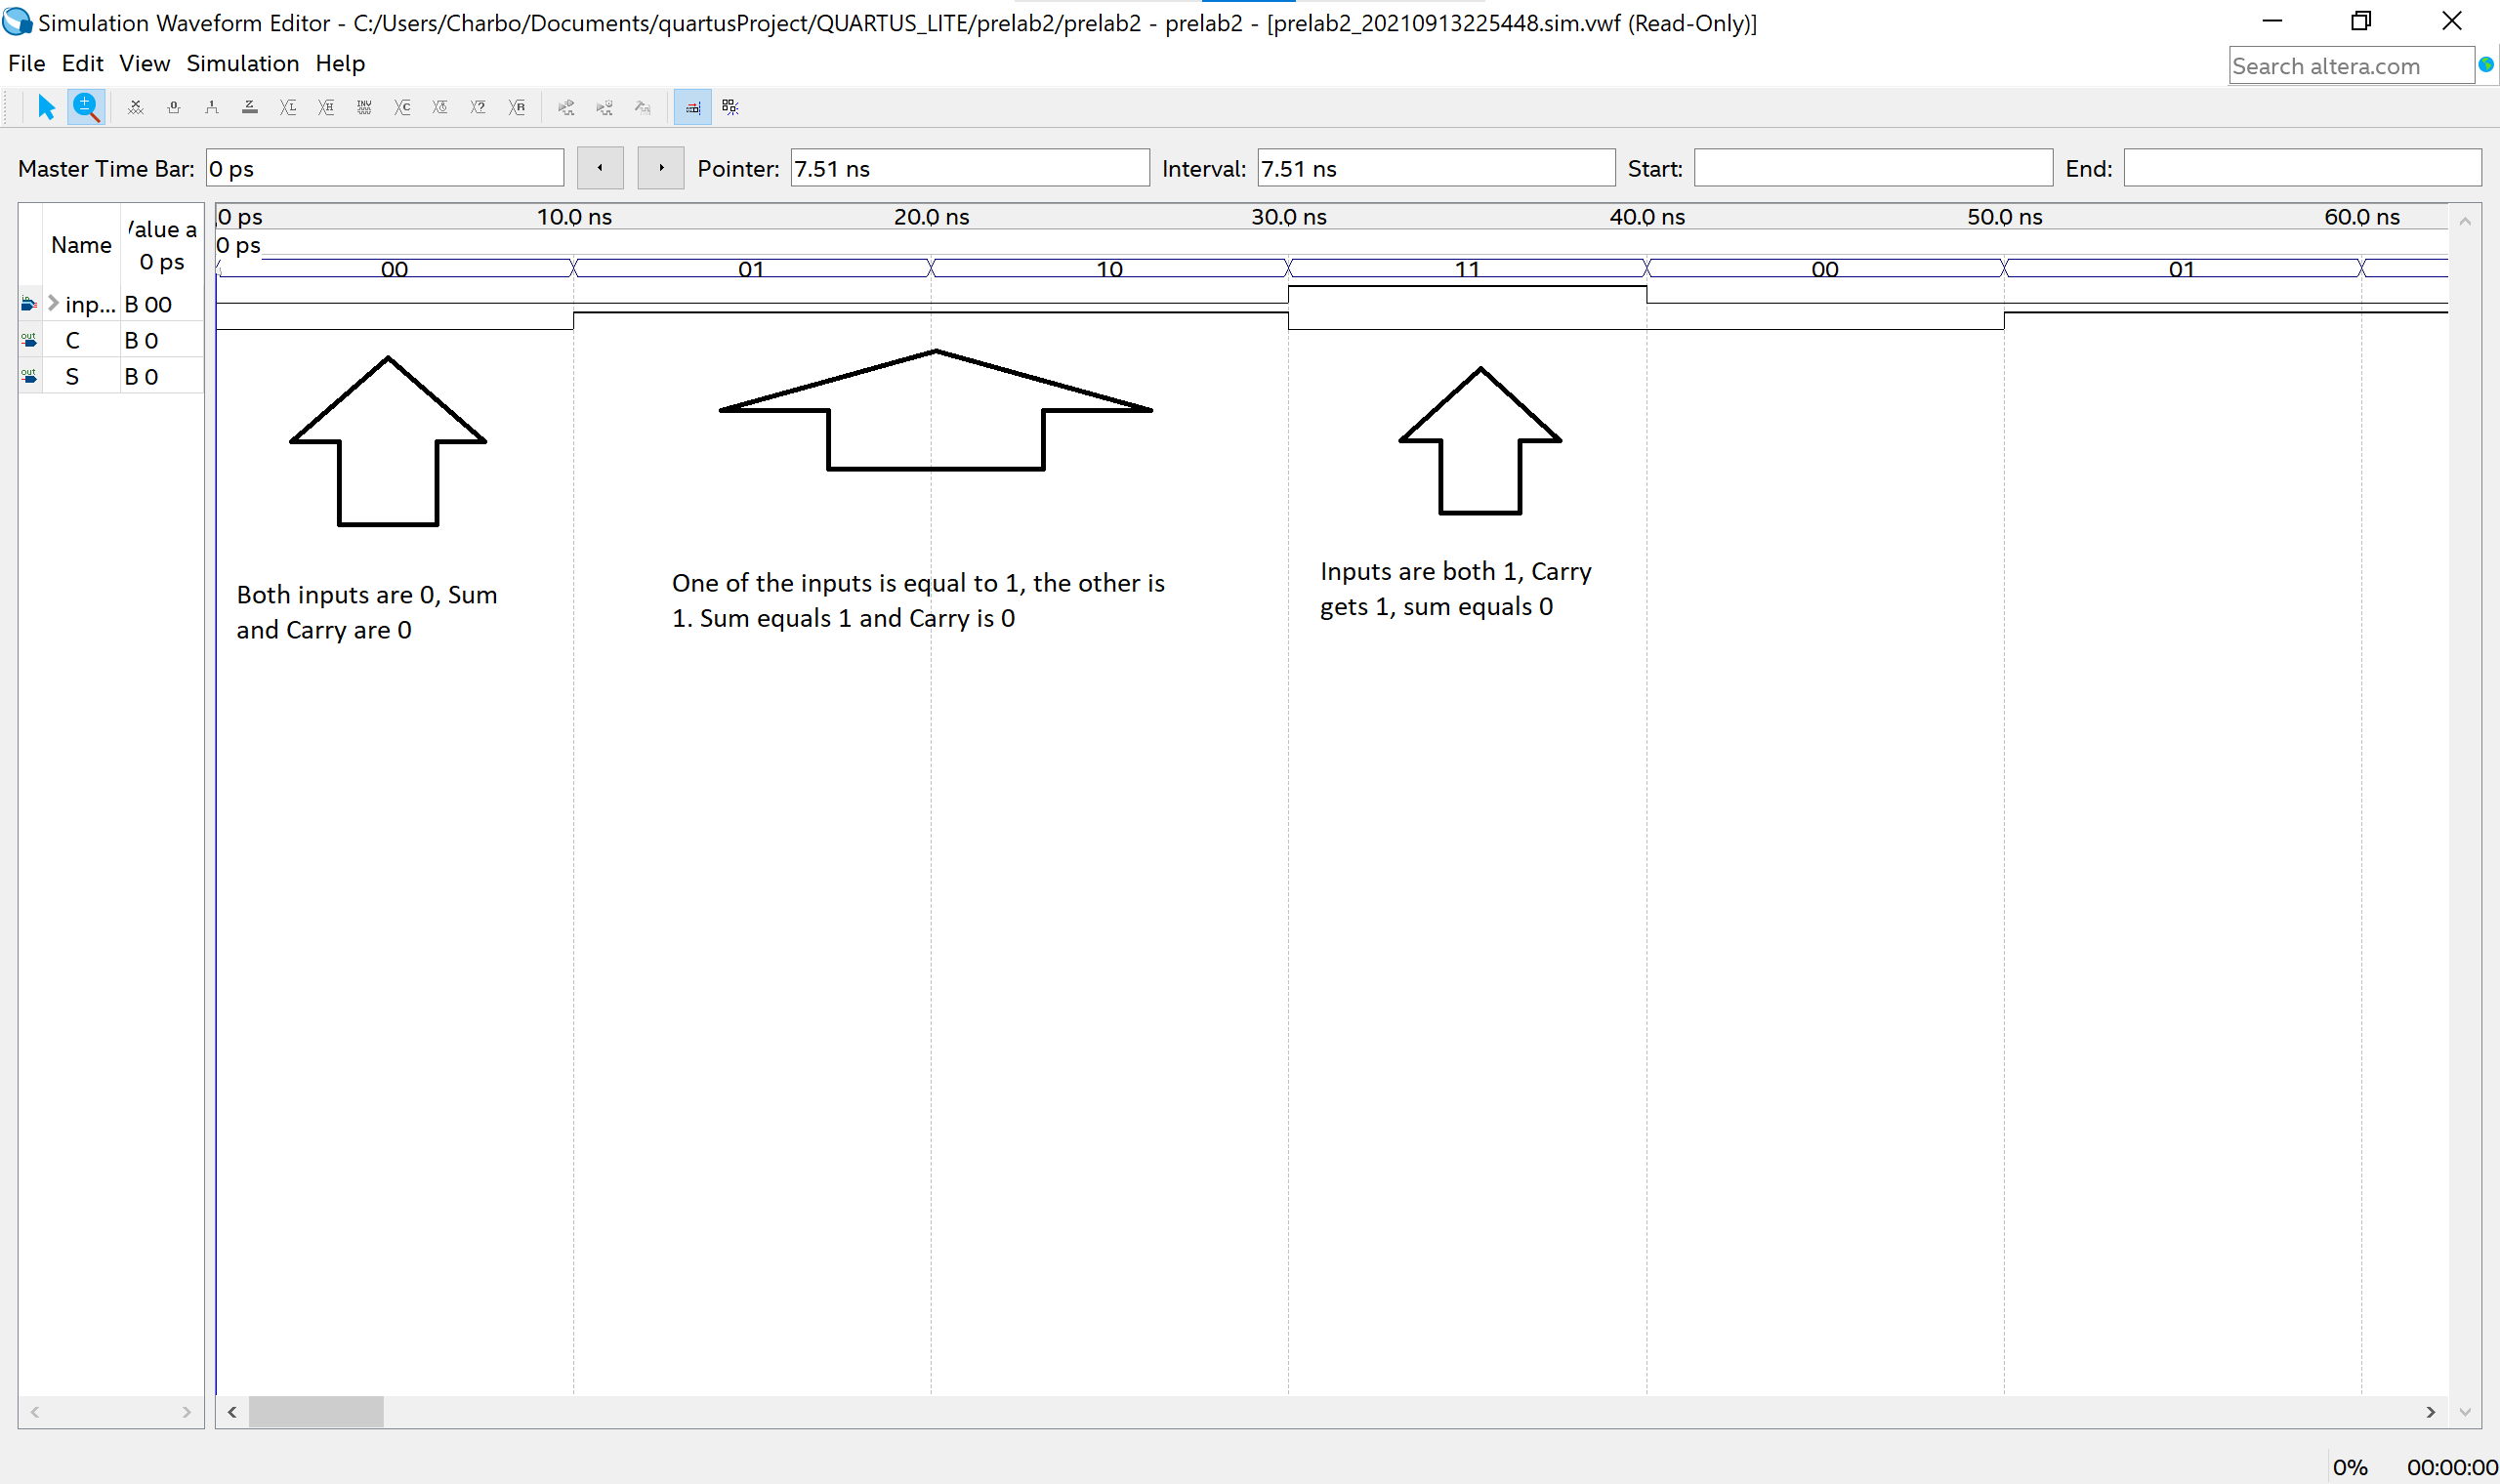 Simulation Waveform Editor - C:/Users/Charbo/Documents/quartusProject/QUARTUS_LITE/prelab2/prelab2 - prelab2 - [prelab2_20210913225448.sim.vwf (Read-Only)]
File Edit View Simulation Help
Search altera.com
Master Time Bar: 0 ps Pointer: 7.51 ns Interval: 7.51 ns Start: End:
Name
/alue a
0 ps
0 ps 10.0 ns 20.0 ns 30.0 ns 40.0 ns 50.0 ns 60.0 ns
0 ps
00 01 10 11 00 01
inp... B 00
out C B 0
out S B 0
Both inputs are 0, Sum
and Carry are 0
One of the inputs is equal to 1, the other is
1. Sum equals 1 and Carry is 0
Inputs are both 1, Carry
gets 1, sum equals 0
0% 00:00:00